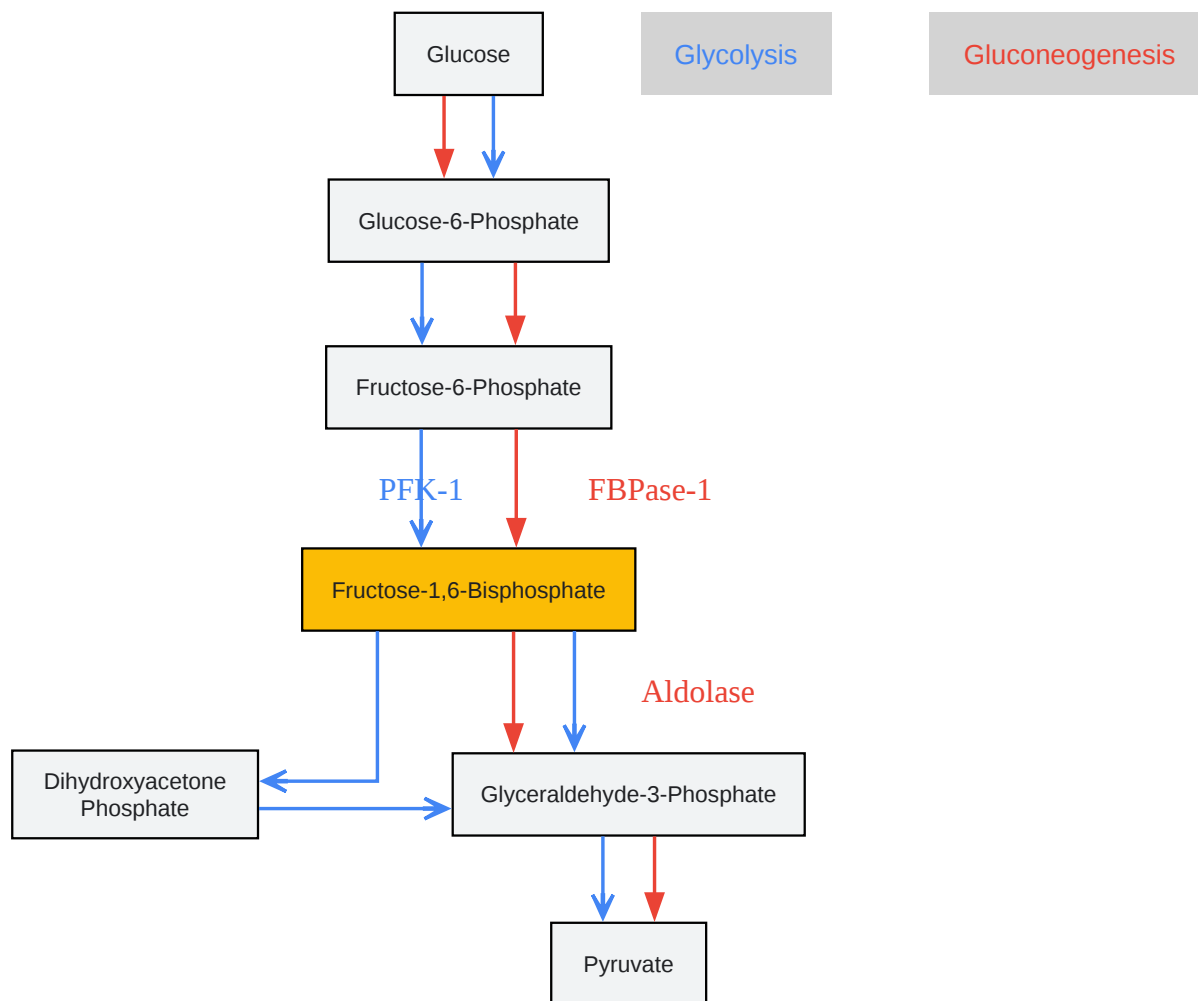 Glucose
Glycolysis
Gluconeogenesis
Glucose-6-Phosphate
Fructose-6-Phosphate
PFK-1
FBPase-1
Fructose-1,6-Bisphosphate
Aldolase
Dihydroxyacetone
Phosphate
Glyceraldehyde-3-Phosphate
Pyruvate